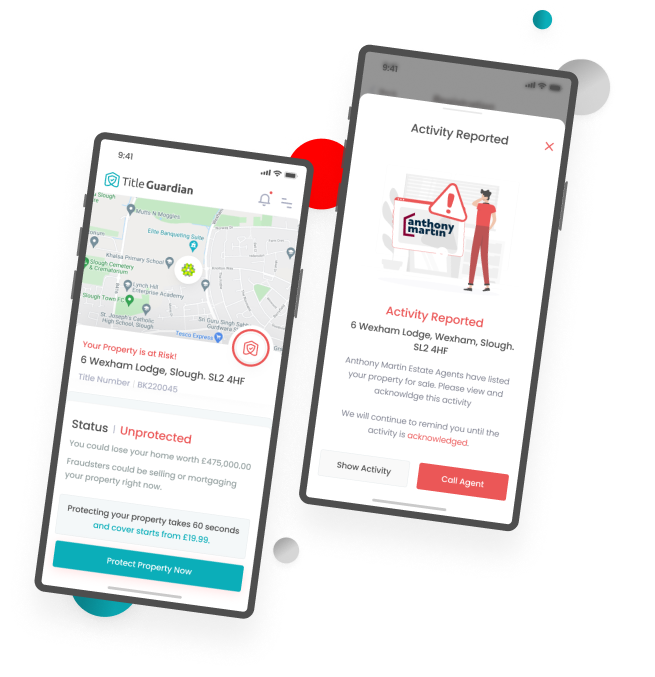 9:41
Title Guardian
Slough
Mutts N Moggies
Elite Banqueting Suite
Khalsa Primary School
Slough Cemetery
& Crematorium
Lynch Hill
Enterprise Academy
Slough Town FC
St. Joseph's Catholic
High School, Slough
Sri Guru Singh Sabha
Gurdwara
Tesco Express
Your Property is at Risk!
6 Wexham Lodge, Slough. SL2 4HF
Title Number | BK220045
Status | Unprotected
You could lose your home worth £475,000.00
Fraudsters could be selling or mortgaging
your property right now.
Protecting your property takes 60 seconds
and cover starts from £19.99.
Protect Property Now
9:41
Activity Reported
anthony
martin
Activity Reported
6 Wexham Lodge, Wexham, Slough.
SL2 4HF
Anthony Martin Estate Agents have listed
your property for sale. Please view and
acknowldge this activity
We will continue to remind you until the
activity is acknowledged.
Show Activity
Call Agent